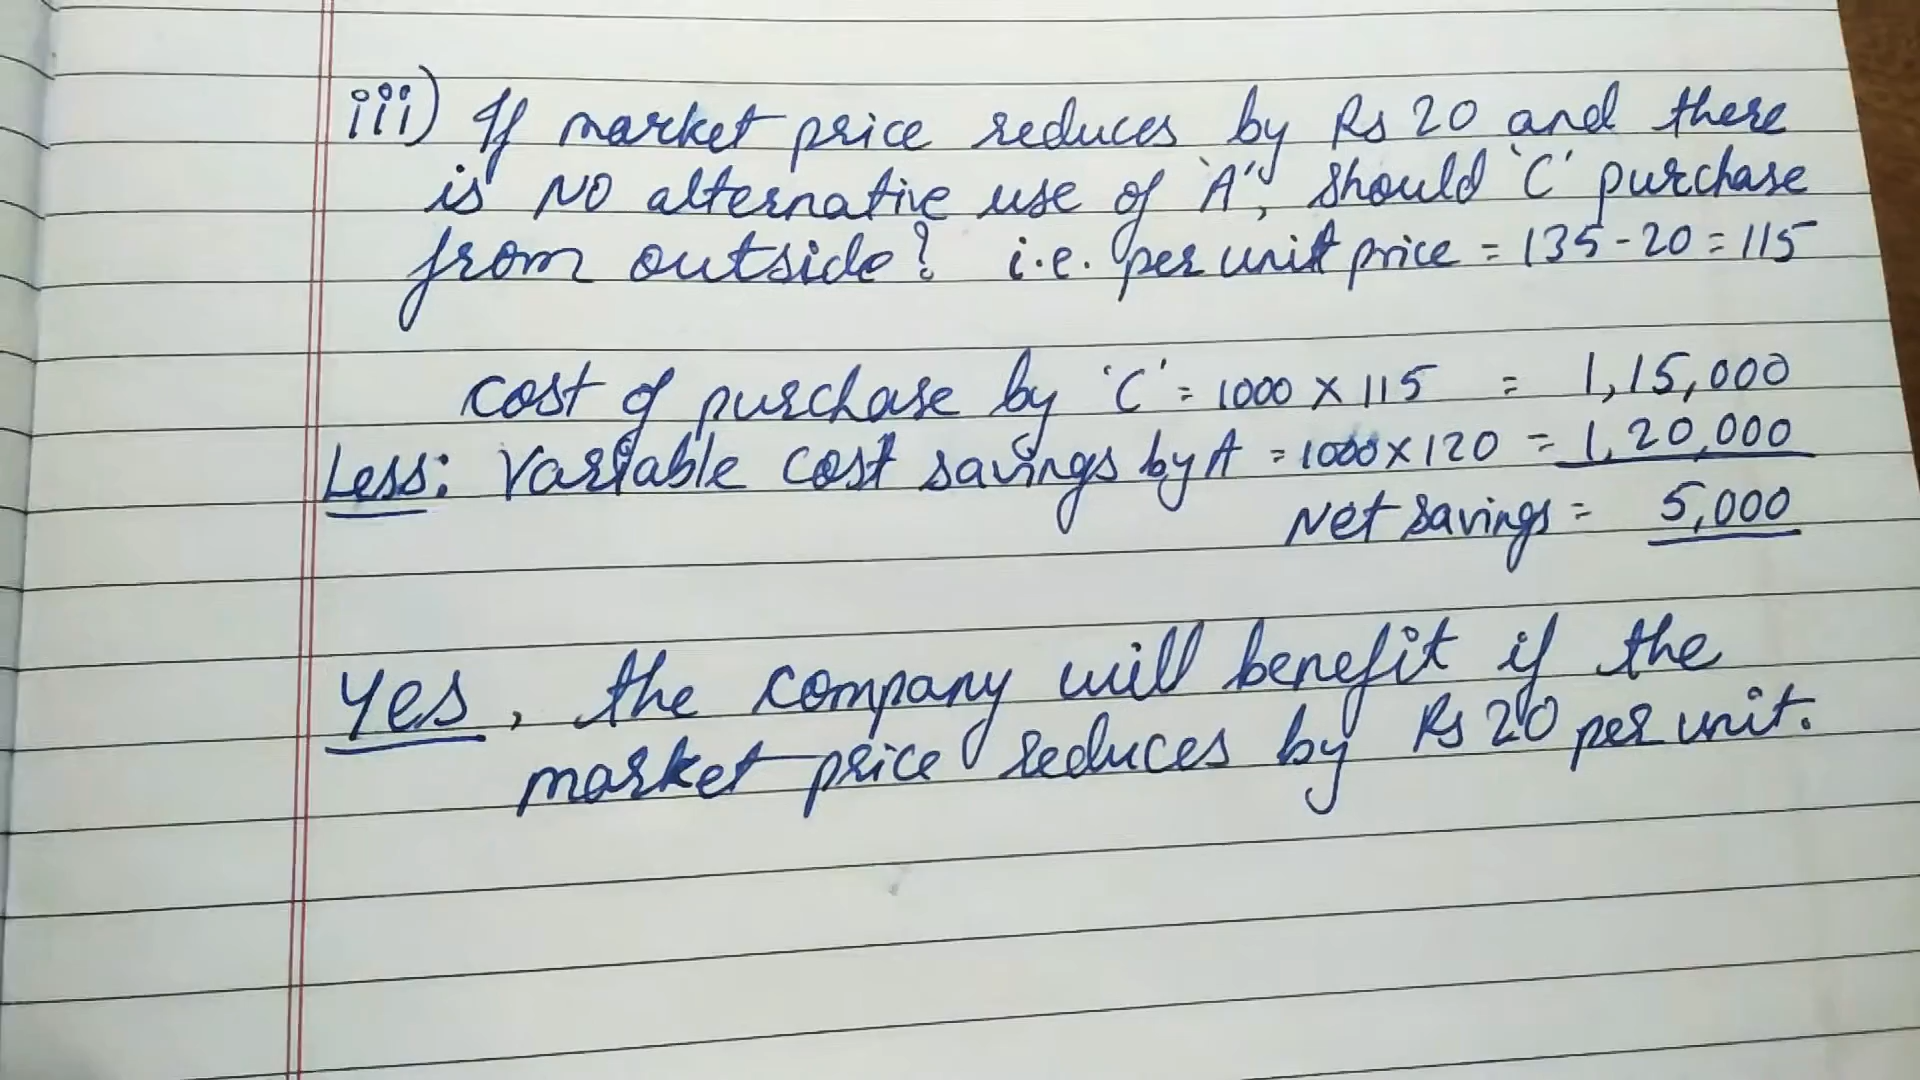 iii) If market price reduces by Rs 20 and there
is NO alternative use of 'A', should 'C' purchase
from outside? i.e. per unit price = 135 - 20 = 115
cost of purchase by 'C' = 1000 x 115 = 1,15,000
Less: Variable cost savings by A = 1000 x 120 = 1,20,000
Net savings = 5,000
Yes, the company will benefit if the
market price reduces by Rs 20 per unit.